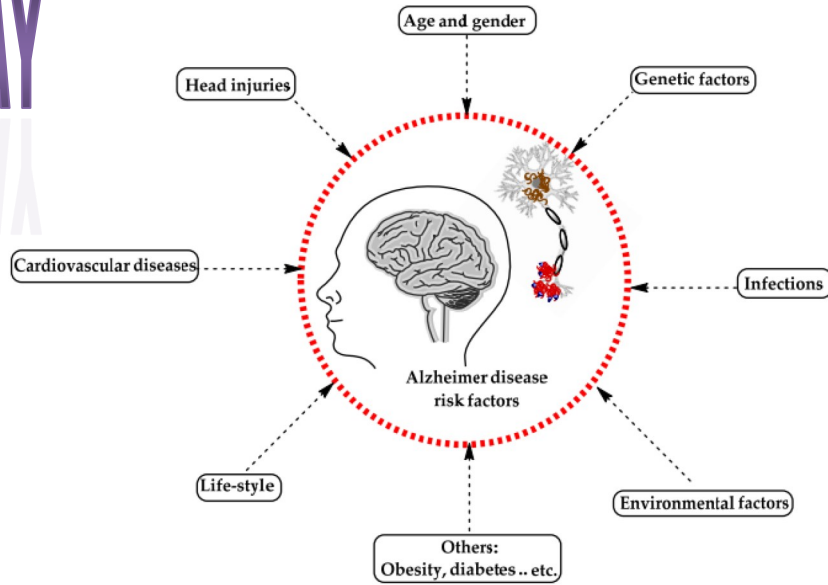 Age and gender
Head injuries
Genetic factors
Cardiovascular diseases
Infections
Alzheimer disease
risk factors
Life-style
Environmental factors
Others:
Obesity, diabetes .. etc.